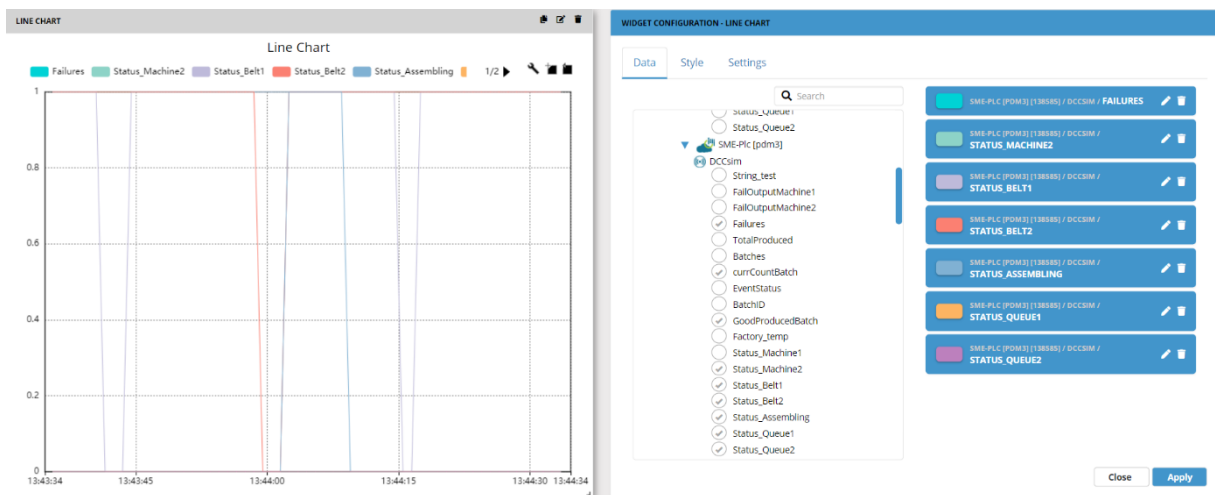 LINE CHART
Line Chart
Failures Status_Machine2 Status_Belt1 Status_Belt2 Status_Assembling 1/2
1
0.8
0.6
0.4
0.2
0
13:43:34 13:43:45 13:44:00 13:44:15 13:44:30 13:44:34
WIDGET CONFIGURATION - LINE CHART
Data Style Settings
Search
Status_Queue1
Status_Queue2
SME-Plc [pdm3]
DCCsim
String_test
FailOutputMachine1
FailOutputMachine2
Failures
TotalProduced
Batches
currCountBatch
EventStatus
BatchID
GoodProducedBatch
Factory_temp
Status_Machine1
Status_Machine2
Status_Belt1
Status_Belt2
Status_Assembling
Status_Queue1
Status_Queue2
SME-PLC [PDM3] [138585] / DCCSIM / FAILURES
SME-PLC [PDM3] [138585] / DCCSIM /
STATUS_MACHINE2
SME-PLC [PDM3] [138585] / DCCSIM /
STATUS_BELT1
SME-PLC [PDM3] [138585] / DCCSIM /
STATUS_BELT2
SME-PLC [PDM3] [138585] / DCCSIM /
STATUS_ASSEMBLING
SME-PLC [PDM3] [138585] / DCCSIM /
STATUS_QUEUE1
SME-PLC [PDM3] [138585] / DCCSIM /
STATUS_QUEUE2
Close Apply